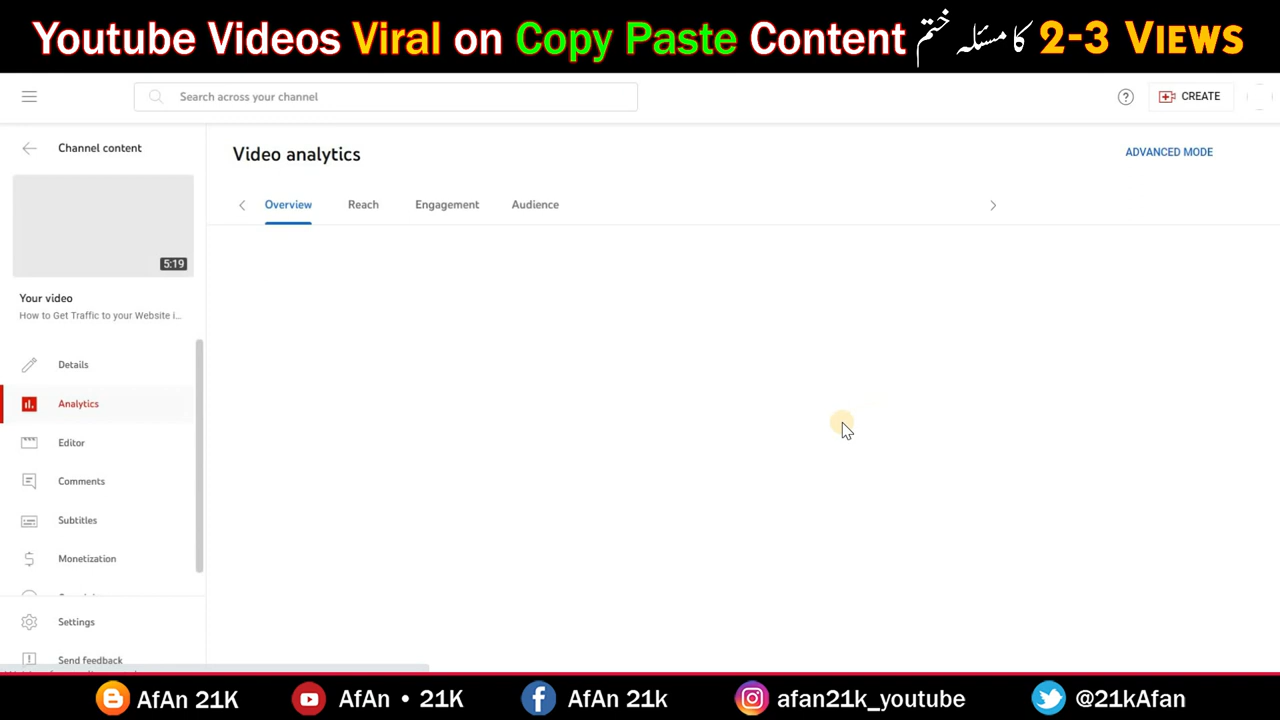 Youtube Videos Viral on Copy Paste Content کا مسئلہ ختم 2-3 VIEWS
Search across your channel
CREATE
Channel content
Video analytics
ADVANCED MODE
Overview Reach Engagement Audience
5:19
Your video
How to Get Traffic to your Website i...
Details
Analytics
Editor
Comments
Subtitles
Monetization
Settings
Send feedback
AfAn 21K AfAn • 21K AfAn 21k afan21k_youtube @21kAfan